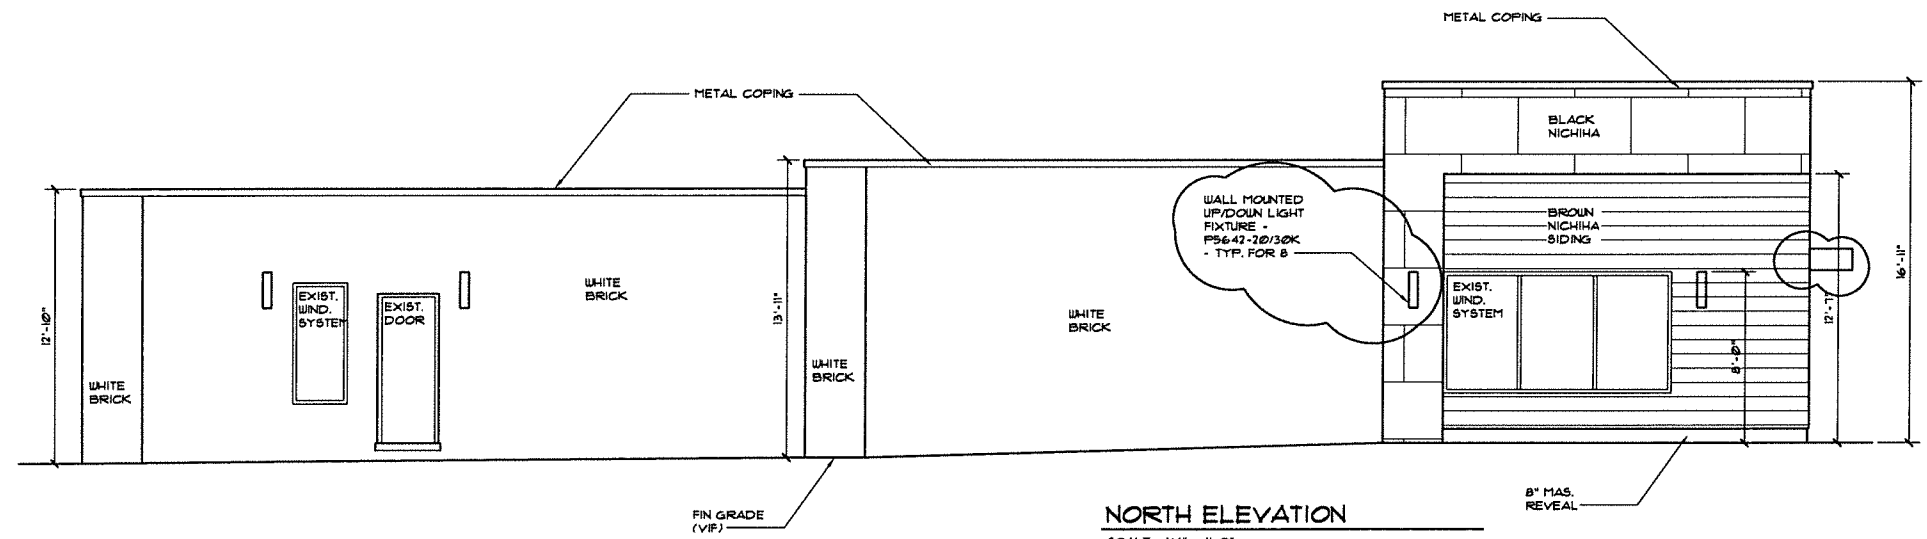 METAL COPING
METAL COPING
BLACK
NICHIHA
WALL MOUNTED
UP/DOWN LIGHT
FIXTURE -
P5642-20/30K
- TYP. FOR 8
BROWN
NICHIHA
SIDING
16'-11"
12'-10"
EXIST.
WIND.
SYSTEM
EXIST.
DOOR
WHITE
BRICK
13'-11"
WHITE
BRICK
EXIST.
WIND.
SYSTEM
12'-7"
8'-0"
WHITE
BRICK
WHITE
BRICK
FIN GRADE
(VIF)
NORTH ELEVATION
8" MAS.
REVEAL